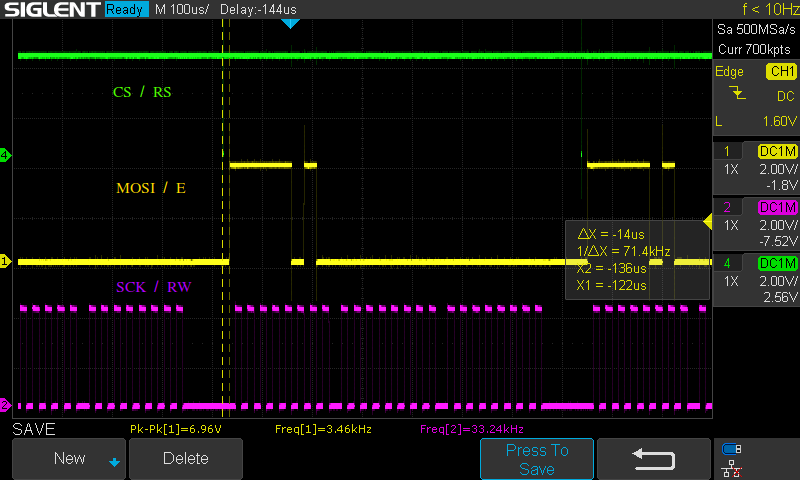 SIGLENT Ready M 100us/ Delay:-144us f < 10Hz
Sa 500MSa/s
Curr 700kpts
Edge CH1
DC
L 1.60V
CS / RS
4
MOSI / E
1 DC1M
1X 2.00V/
-1.8V
2 DC1M
1X 2.00V/
-7.52V
4 DC1M
1X 2.00V/
2.56V
ΔX = -14us
1/ΔX = 71.4kHz
X2 = -136us
X1 = -122us
1
SCK / RW
2
SAVE Pk-Pk[1]=6.96V Freq[1]=3.46kHz Freq[2]=33.24kHz
New Delete Press To
Save